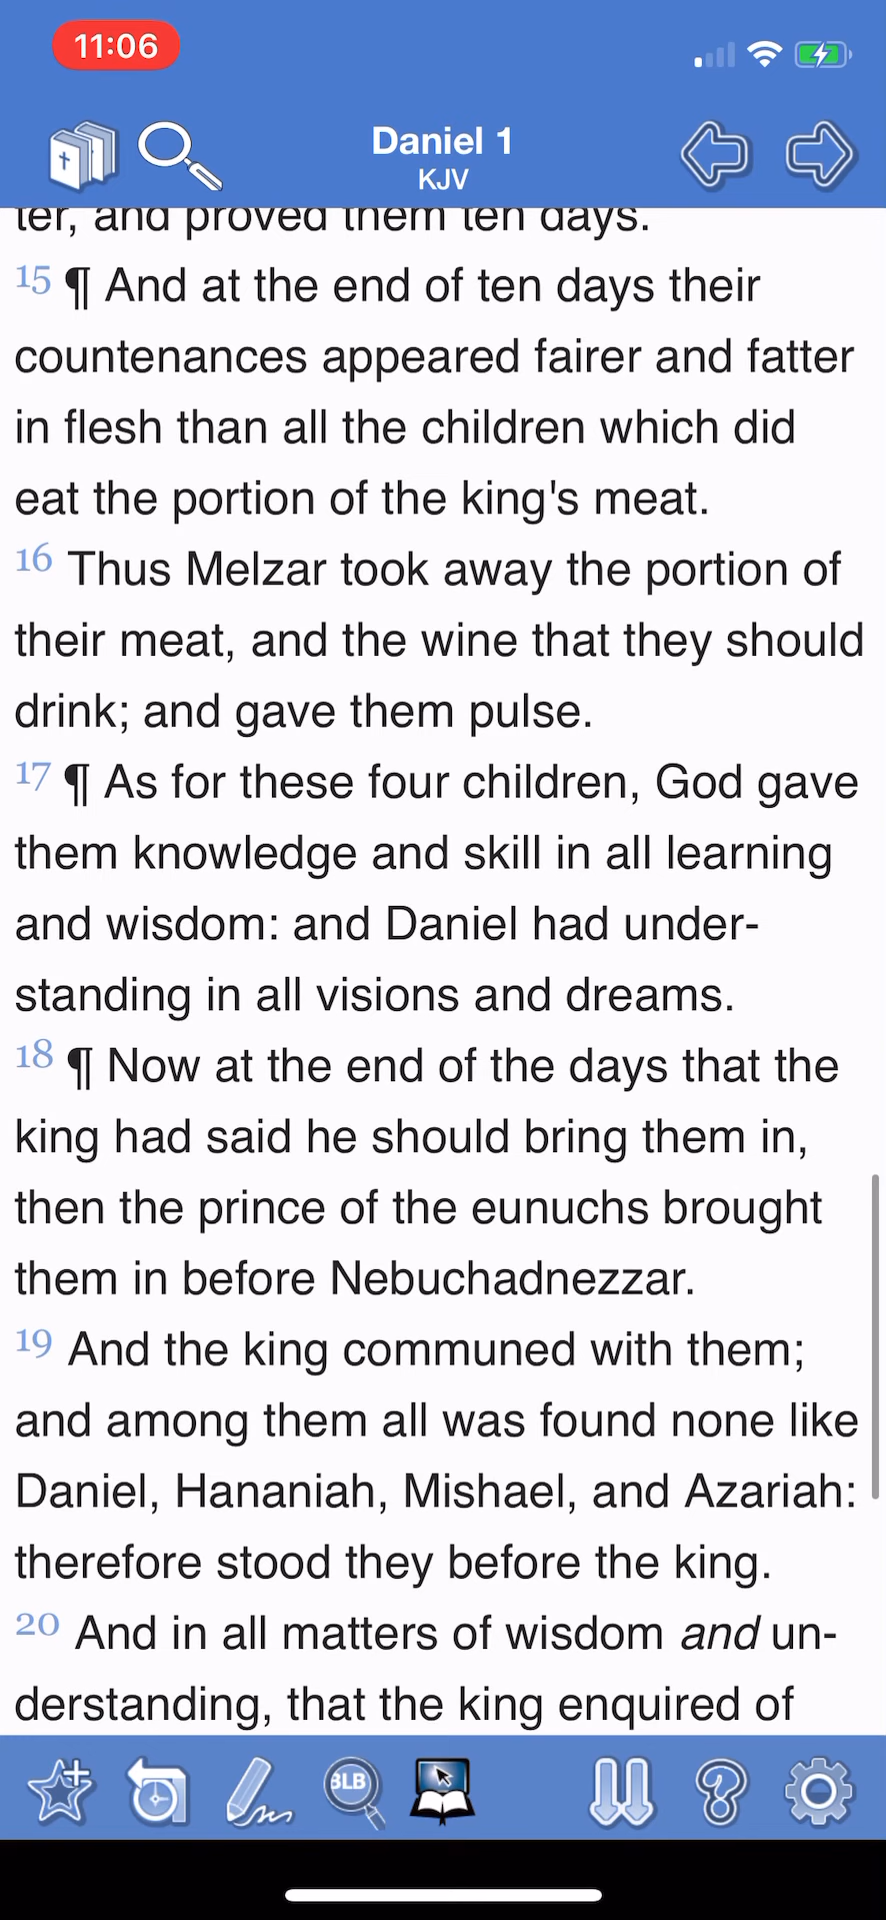 11:06
Daniel 1
KJV
ter, and proved them ten days.
15 ¶ And at the end of ten days their
countenances appeared fairer and fatter
in flesh than all the children which did
eat the portion of the king's meat.
16 Thus Melzar took away the portion of
their meat, and the wine that they should
drink; and gave them pulse.
17 ¶ As for these four children, God gave
them knowledge and skill in all learning
and wisdom: and Daniel had under-
standing in all visions and dreams.
18 ¶ Now at the end of the days that the
king had said he should bring them in,
then the prince of the eunuchs brought
them in before Nebuchadnezzar.
19 And the king communed with them;
and among them all was found none like
Daniel, Hananiah, Mishael, and Azariah:
therefore stood they before the king.
20 And in all matters of wisdom and un-
derstanding, that the king enquired of
BLB